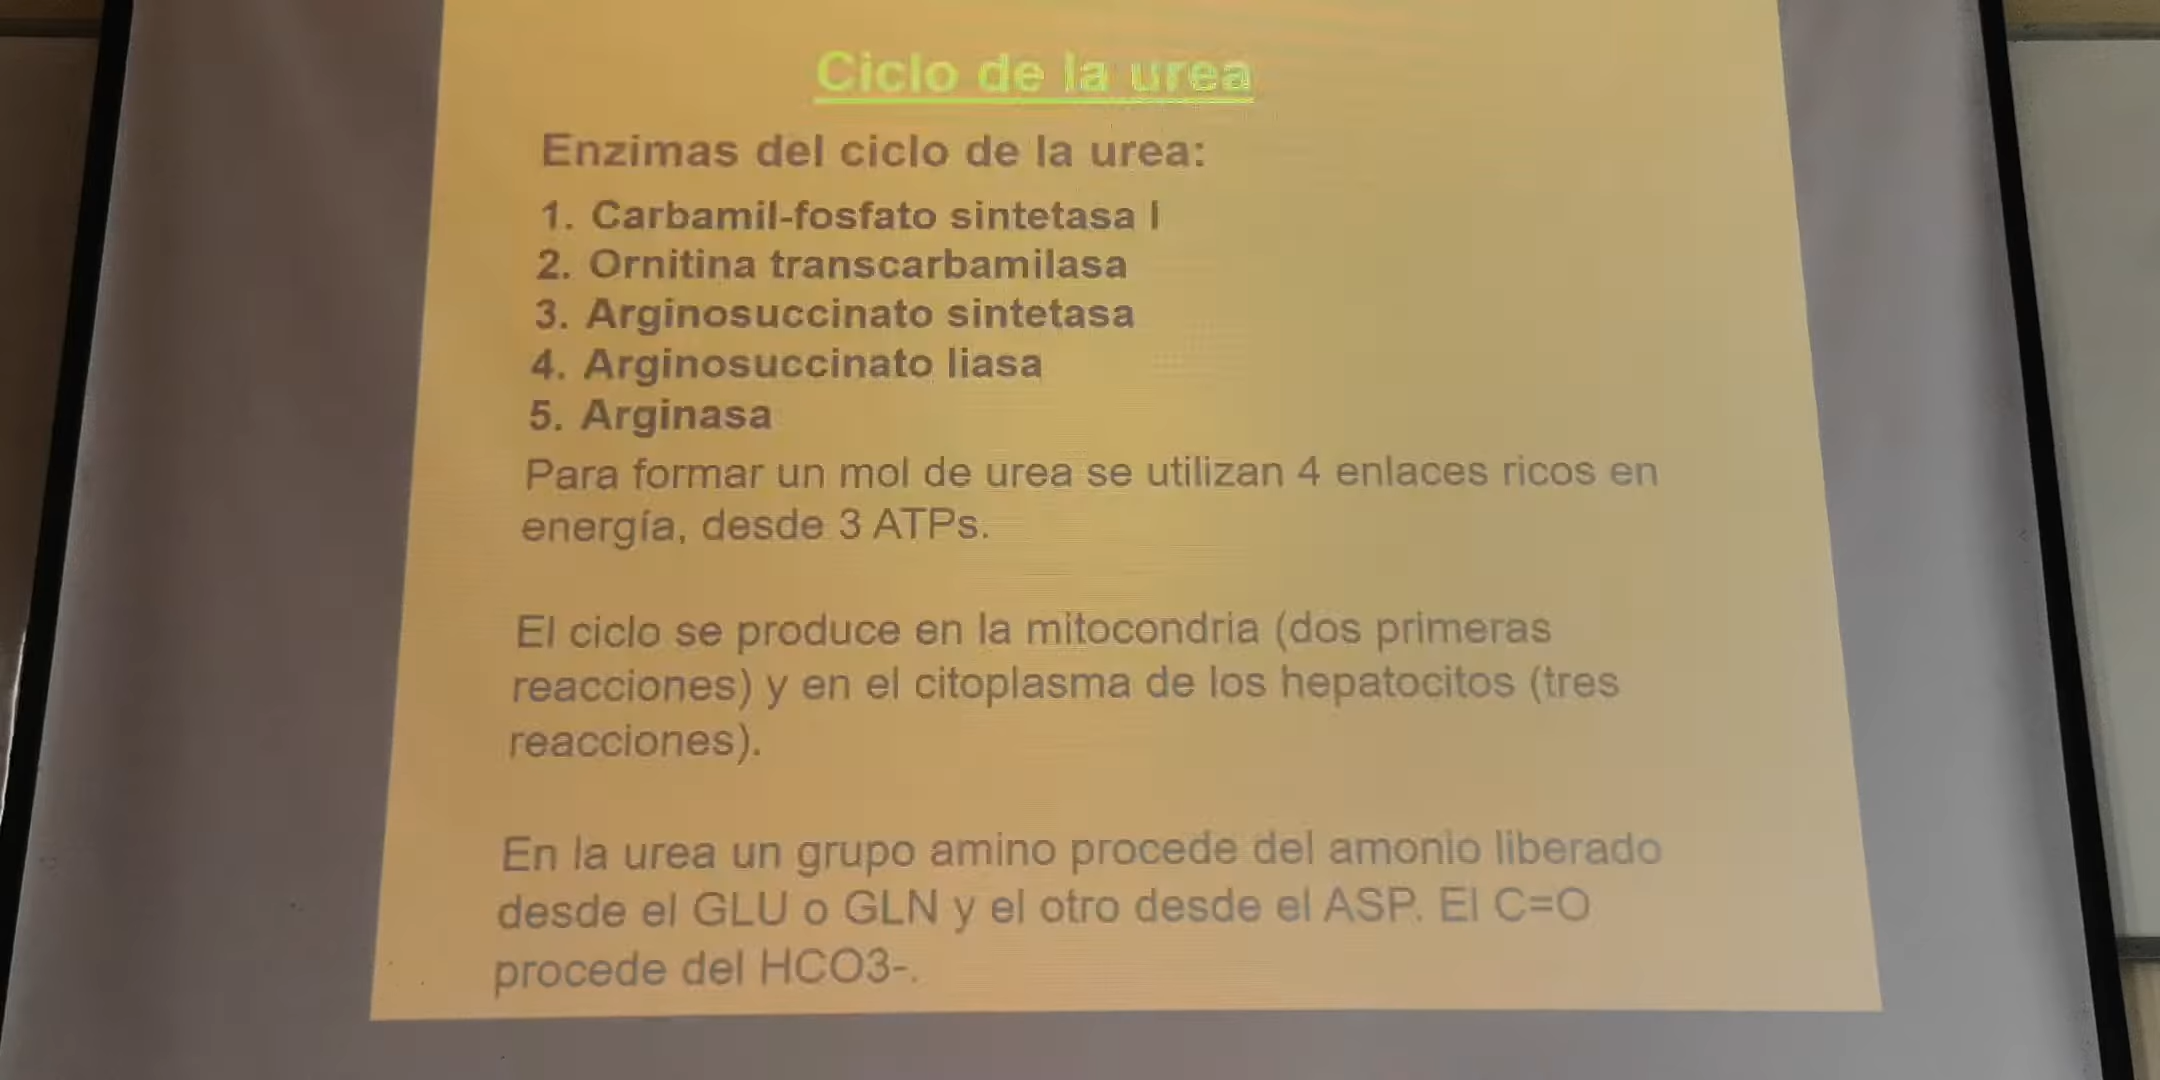 Ciclo de la urea
Enzimas del ciclo de la urea:
1. Carbamil-fosfato sintetasa I
2. Ornitina transcarbamilasa
3. Arginosuccinato sintetasa
4. Arginosuccinato liasa
5. Arginasa
Para formar un mol de urea se utilizan 4 enlaces ricos en
energía, desde 3 ATPs.
El ciclo se produce en la mitocondria (dos primeras
reacciones) y en el citoplasma de los hepatocitos (tres
reacciones).
En la urea un grupo amino procede del amonio liberado
desde el GLU o GLN y el otro desde el ASP. El C=O
procede del HCO3-.